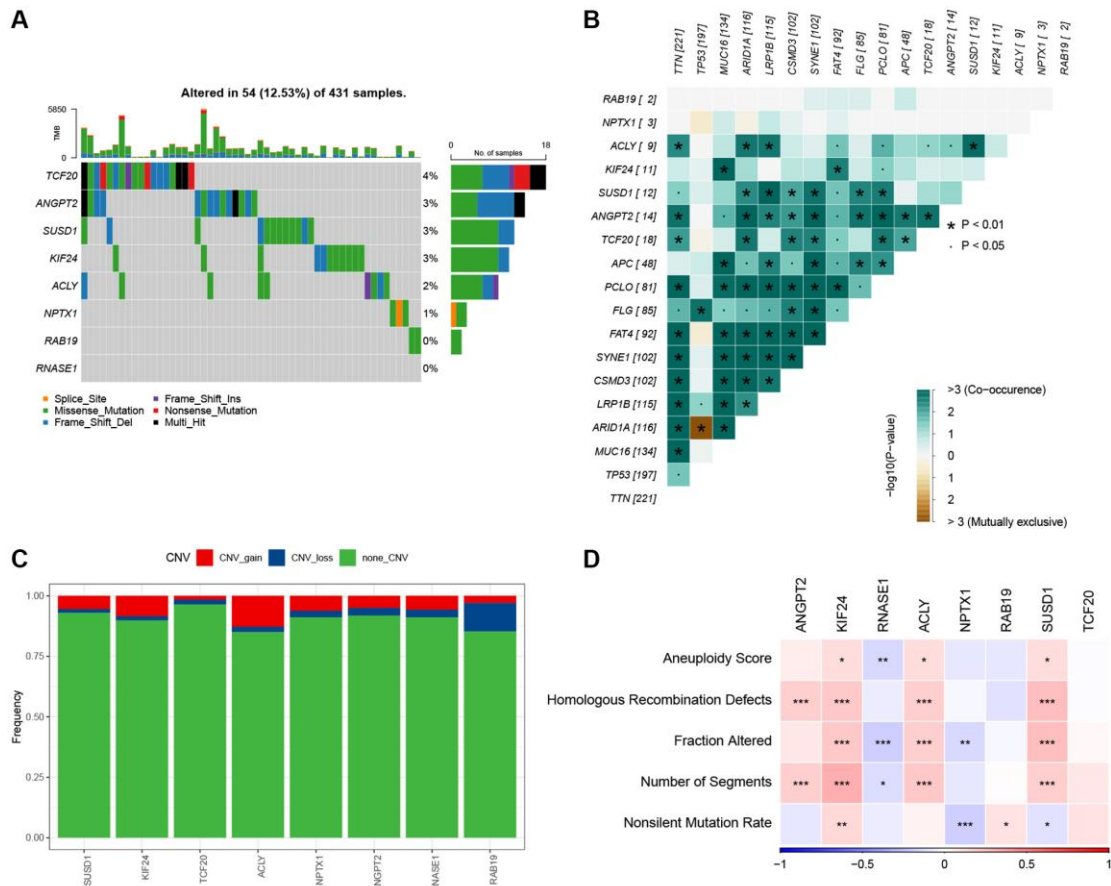 A
Altered in 54 (12.53%) of 431 samples.
5850
TMB
0
No. of samples
0
18
TCF20
4%
ANGPT2
3%
SUSD1
3%
KIF24
3%
ACLY
2%
NPTX1
1%
RAB19
0%
RNASE1
0%
Splice_Site
Missense_Mutation
Frame_Shift_Del
Frame_Shift_Ins
Nonsense_Mutation
Multi_Hit
B
TTN [221]
TP53 [197]
MUC16 [134]
ARID1A [116]
LRP1B [115]
CSMD3 [102]
SYNE1 [102]
FAT4 [ 92]
FLG [ 85]
PCLO [ 81]
APC [ 48]
TCF20 [ 18]
ANGPT2 [ 14]
SUSD1 [ 12]
KIF24 [ 11]
ACLY [ 9]
NPTX1 [ 3]
RAB19 [ 2]
RAB19 [ 2]
NPTX1 [ 3]
ACLY [ 9]
KIF24 [ 11]
SUSD1 [ 12]
ANGPT2 [ 14]
TCF20 [ 18]
APC [ 48]
PCLO [ 81]
FLG [ 85]
FAT4 [ 92]
SYNE1 [102]
CSMD3 [102]
LRP1B [115]
ARID1A [116]
MUC16 [134]
TP53 [197]
TTN [221]
* P < 0.01
· P < 0.05
-log10(P-value)
>3 (Co-occurence)
2
1
0
1
2
> 3 (Mutually exclusive)
C
CNV
CNV_gain
CNV_loss
none_CNV
Frequency
1.00
0.75
0.50
0.25
0.00
SUSD1
KIF24
TCF20
ACLY
NPTX1
NGPT2
NASE1
RAB19
D
ANGPT2
KIF24
RNASE1
ACLY
NPTX1
RAB19
SUSD1
TCF20
Aneuploidy Score
* ** * *
Homologous Recombination Defects
*** *** *** ***
Fraction Altered
*** *** *** ** ***
Number of Segments
*** *** * *** ***
Nonsilent Mutation Rate
** *** * *
−1
−0.5
0
0.5
1